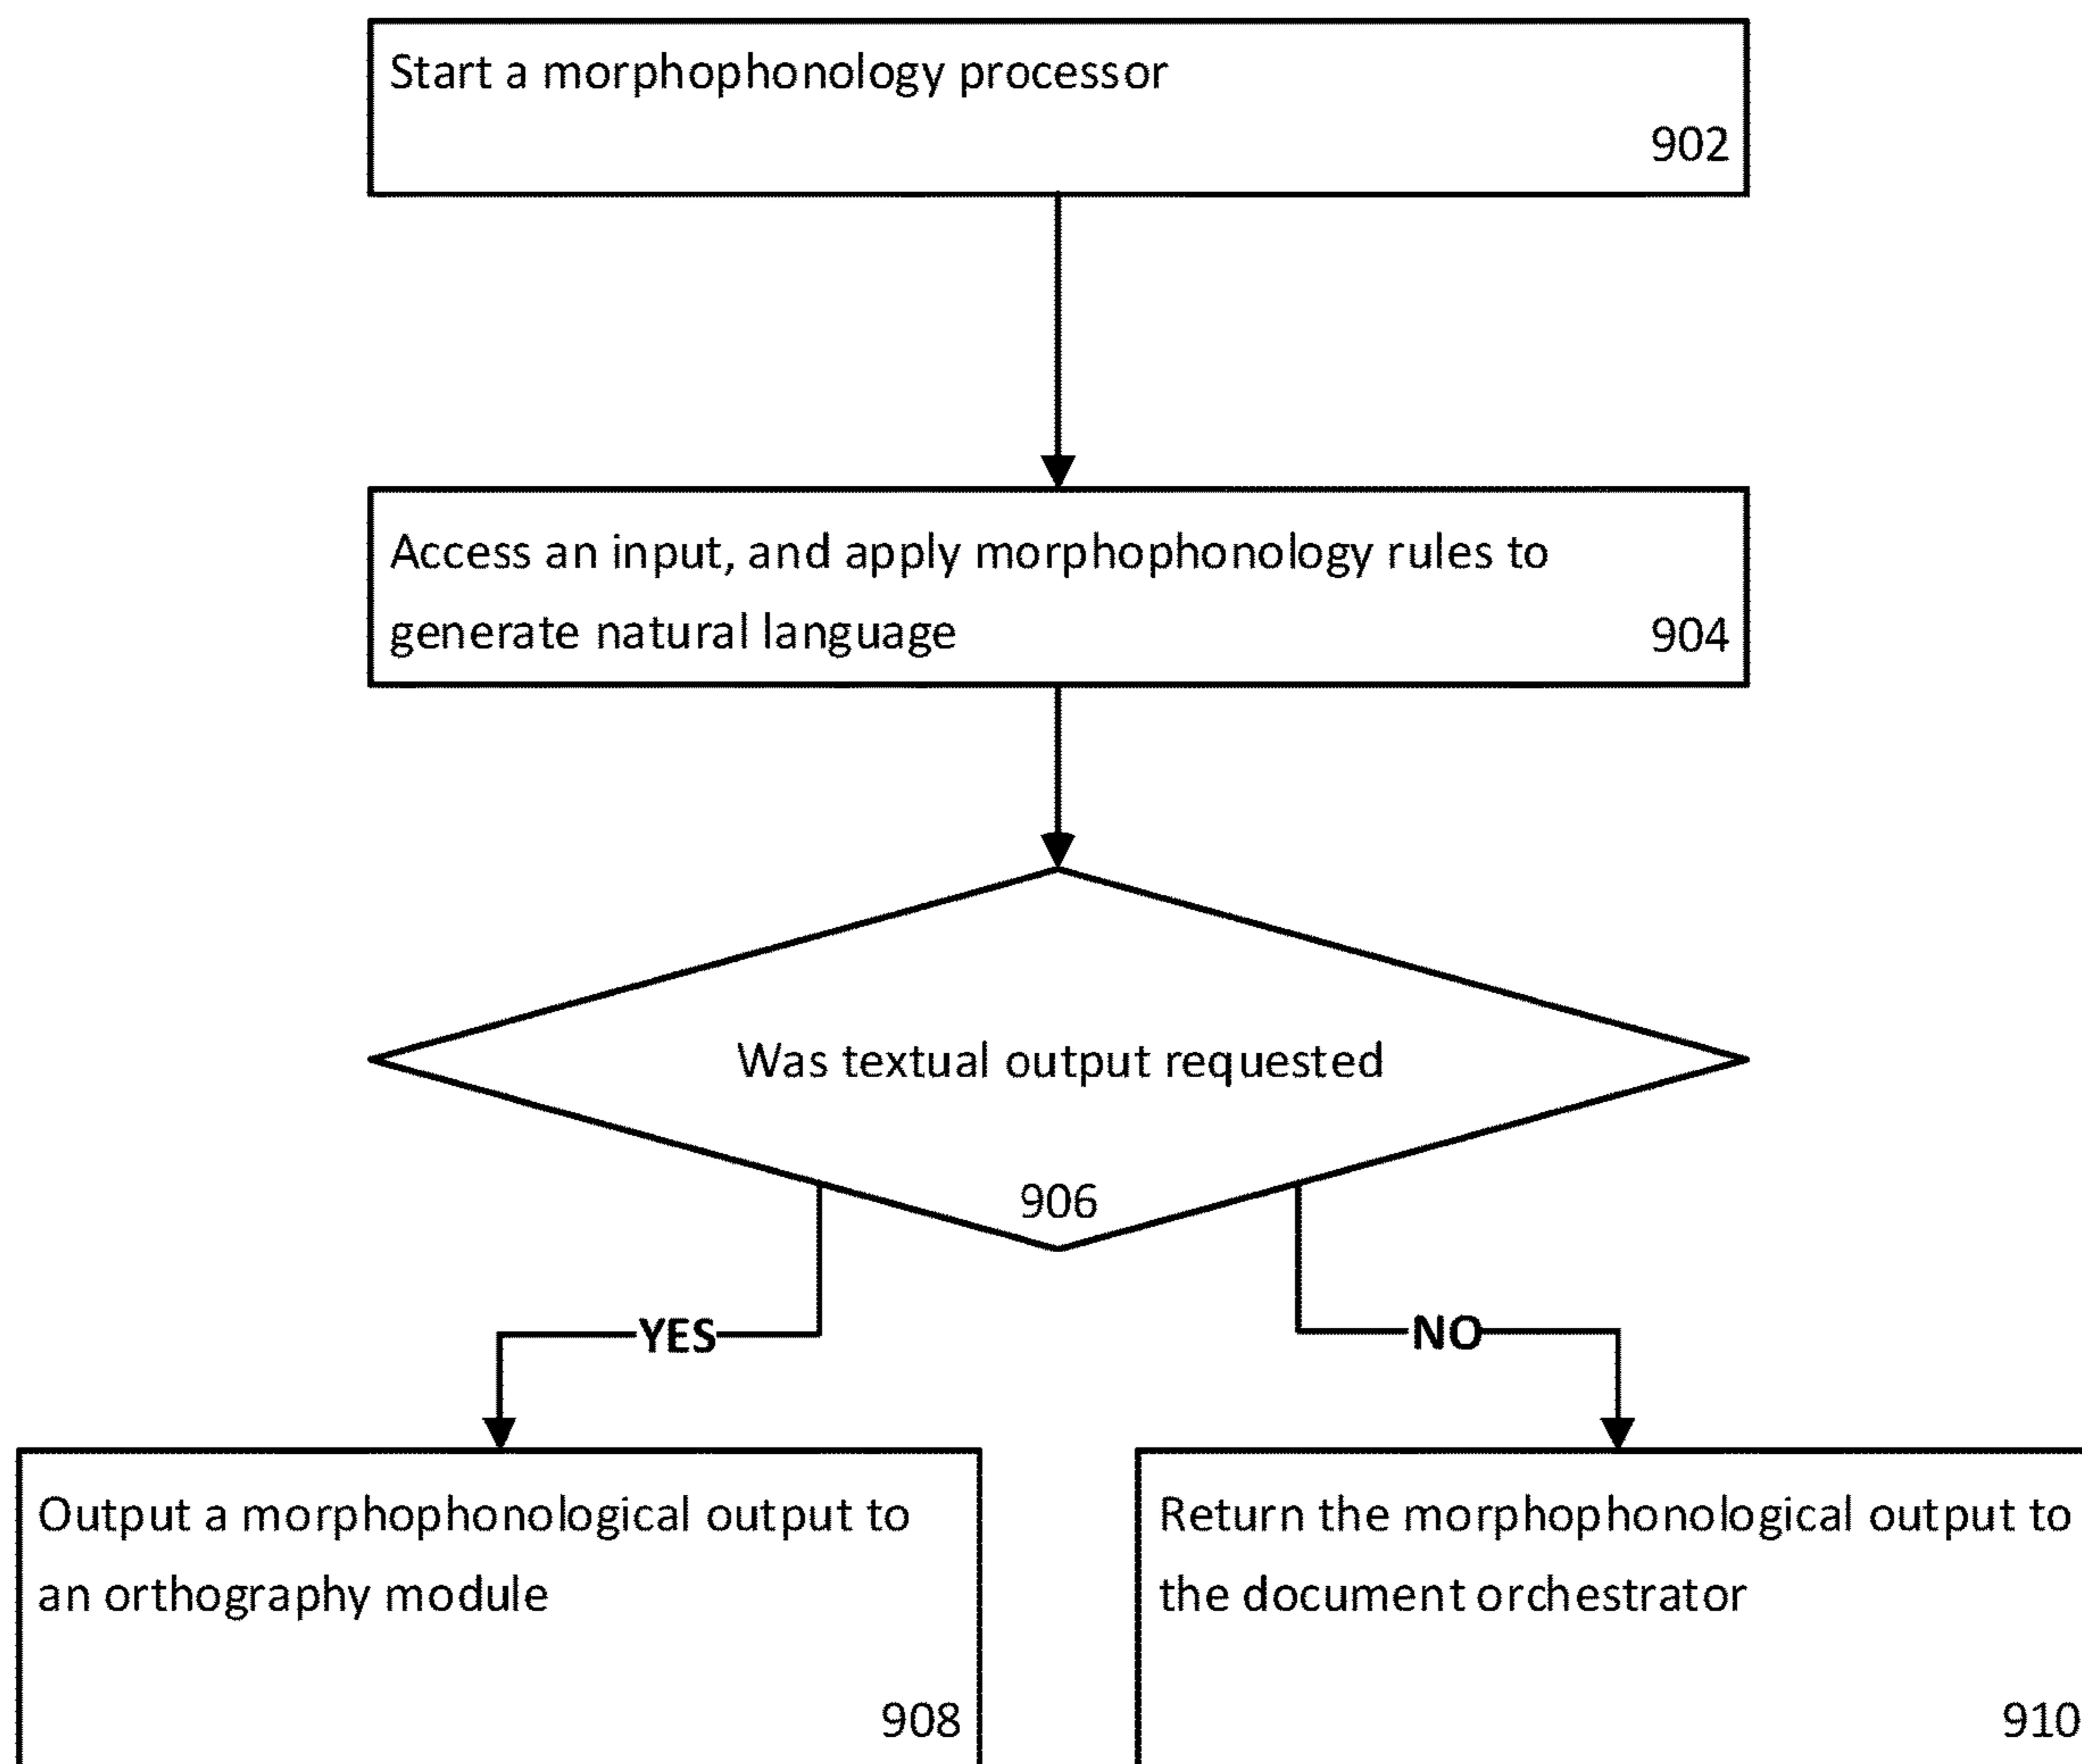 Start a morphophonology processor
902
Access an input, and apply morphophonology rules to
generate natural language
904
Was textual output requested
906
YES
NO
Output a morphophonological output to
an orthography module
908
Return the morphophonological output to
the document orchestrator
910